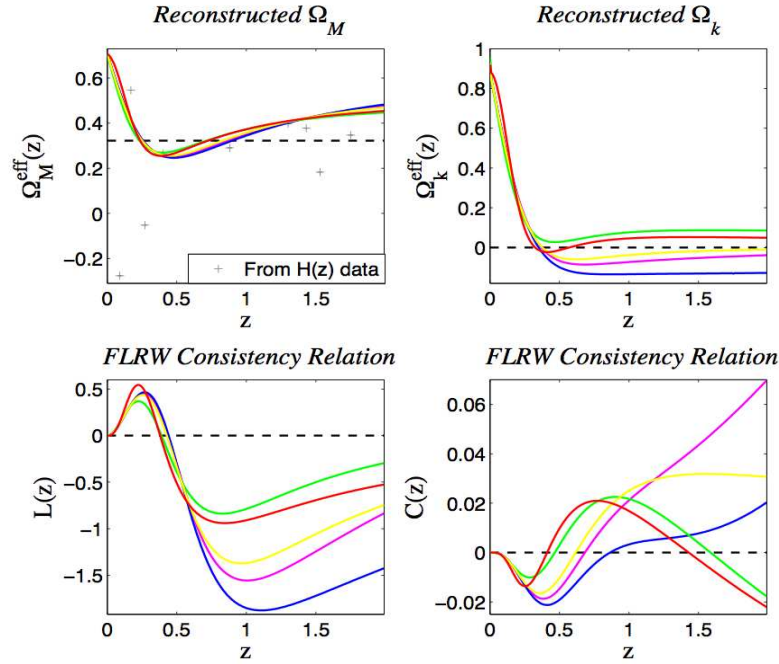 Reconstructed Ω_M
Ω_M^eff(z)
0.6
0.4
0.2
0
−0.2
+ From H(z) data
0 0.5 1 1.5
z
Reconstructed Ω_k
Ω_k^eff(z)
1
0.8
0.6
0.4
0.2
0
−0.2
0 0.5 1 1.5
z
FLRW Consistency Relation
L(z)
0.5
0
−0.5
−1
−1.5
0 0.5 1 1.5
z
FLRW Consistency Relation
C(z)
0.06
0.04
0.02
0
−0.02
0 0.5 1 1.5
z